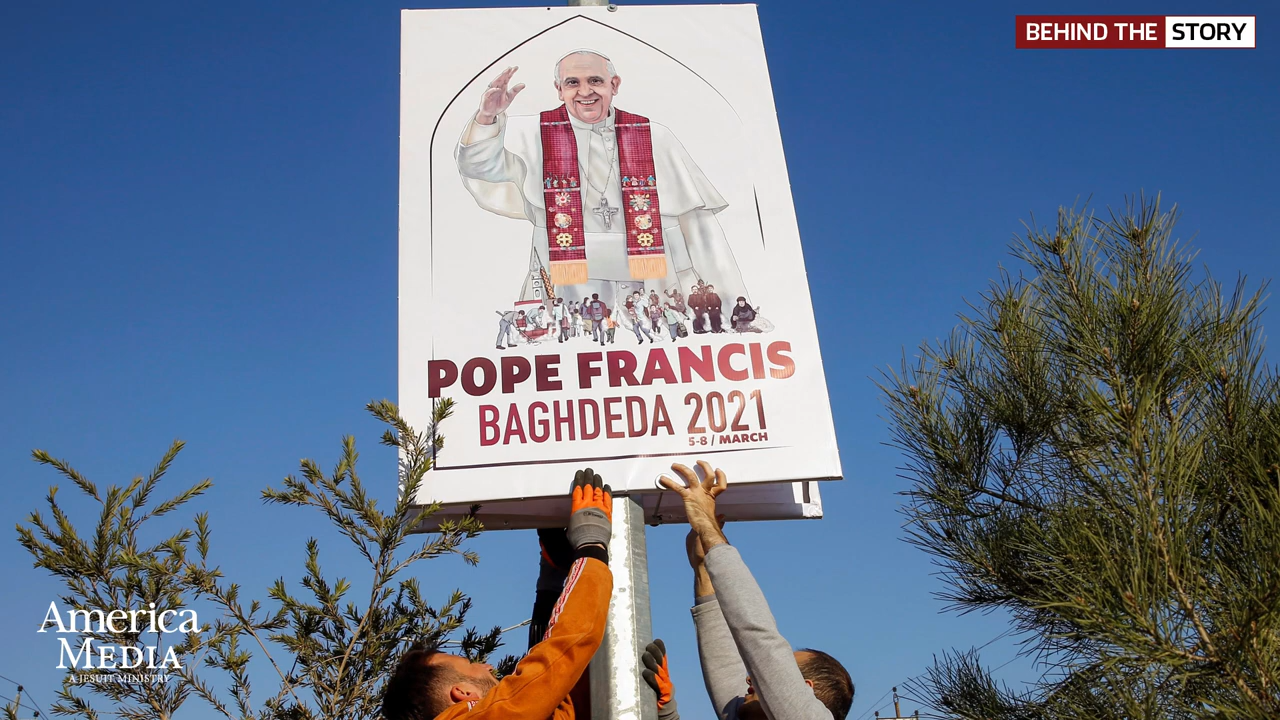 BEHIND THE STORY
POPE FRANCIS
BAGHDEDA 2021
5-8 / MARCH
America
MEDIA
A JESUIT MINISTRY